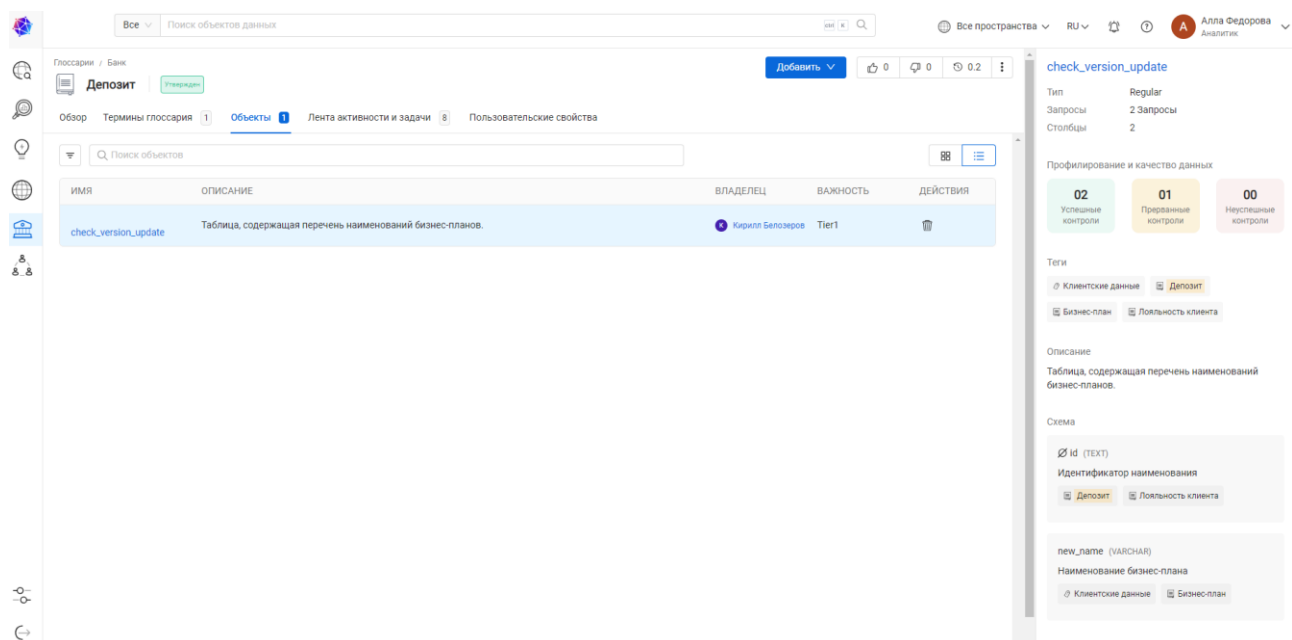 Все Поиск объектов данных Все пространства RU Алла Федорова
А Аналитик
Глоссарии / Банк
Депозит Утвержден
Добавить 0 0 0.2
Обзор Термины глоссария 1 Объекты 1 Лента активности и задачи 8 Пользовательские свойства
Поиск объектов
ИМЯ ОПИСАНИЕ ВЛАДЕЛЕЦ ВАЖНОСТЬ ДЕЙСТВИЯ
check_version_update Таблица, содержащая перечень наименований бизнес-планов. К Кирилл Белозеров Tier1
check_version_update
Тип Regular
Запросы 2 Запросы
Столбцы 2
Профилирование и качество данных
02 01 00
Успешные контроли Прерванные контроли Неуспешные контроли
Теги
Клиентские данные Депозит
Бизнес-план Лояльность клиента
Описание
Таблица, содержащая перечень наименований
бизнес-планов.
Схема
id (TEXT)
Идентификатор наименования
Депозит Лояльность клиента
new_name (VARCHAR)
Наименование бизнес-плана
Клиентские данные Бизнес-план